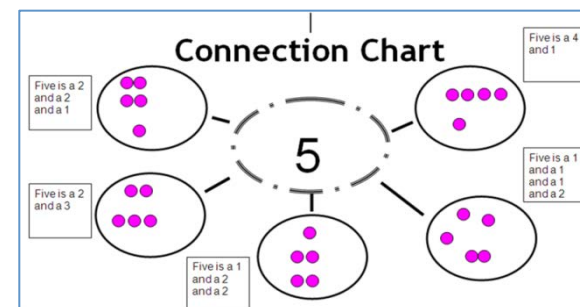 Connection Chart
Five is a 2
and a 2
and a 1
Five is a 4
and 1
5
Five is a 2
and a 3
Five is a 1
and a 1
and a 1
and a 2
Five is a 1
and a 2
and a 2